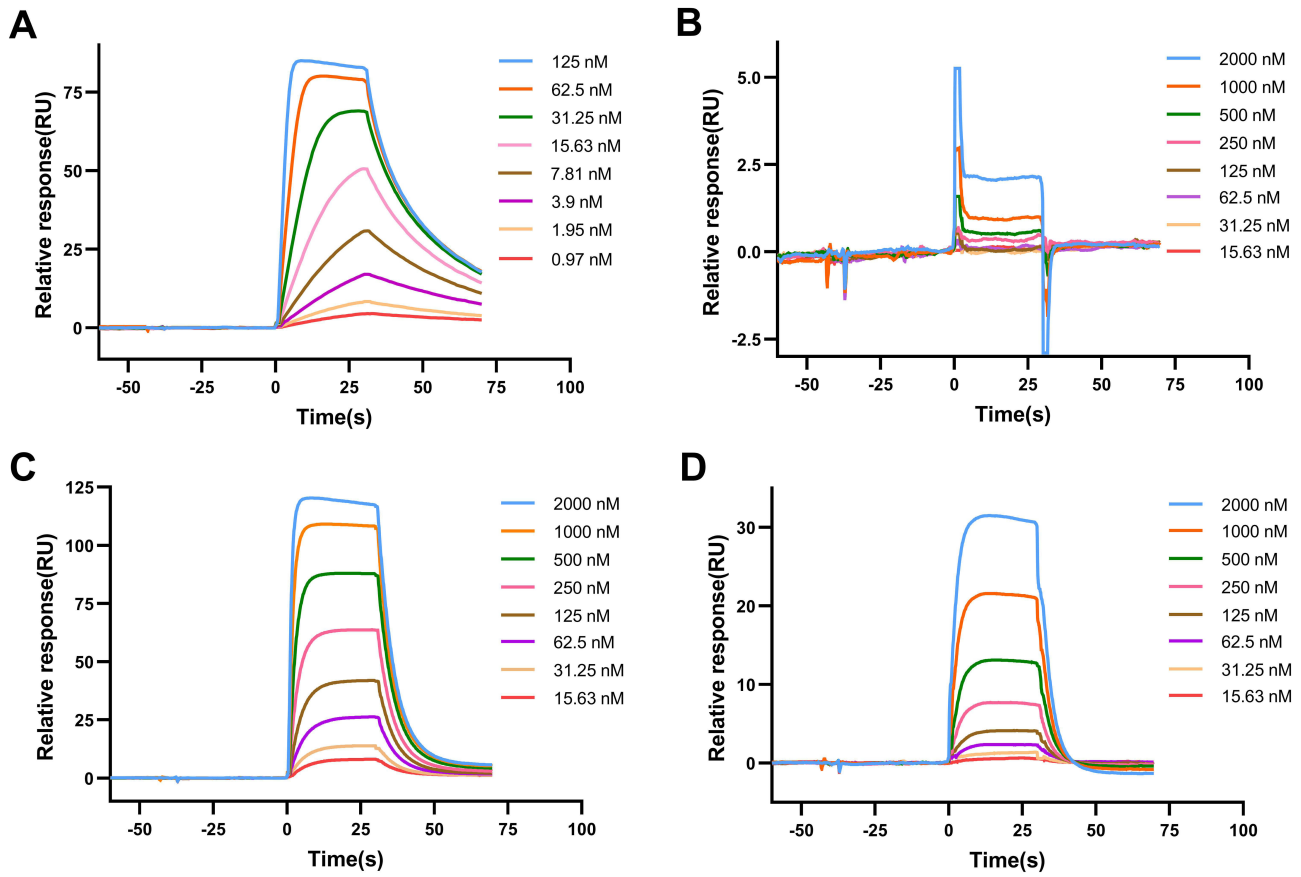 A
Relative response(RU)
75
50
25
0
-50 -25 0 25 50 75 100
Time(s)
125 nM
62.5 nM
31.25 nM
15.63 nM
7.81 nM
3.9 nM
1.95 nM
0.97 nM
B
Relative response(RU)
5.0
2.5
0.0
-2.5
-50 -25 0 25 50 75 100
Time(s)
2000 nM
1000 nM
500 nM
250 nM
125 nM
62.5 nM
31.25 nM
15.63 nM
C
Relative response(RU)
125
100
75
50
25
0
-50 -25 0 25 50 75 100
Time(s)
2000 nM
1000 nM
500 nM
250 nM
125 nM
62.5 nM
31.25 nM
15.63 nM
D
Relative response(RU)
30
20
10
0
-50 -25 0 25 50 75 100
Time(s)
2000 nM
1000 nM
500 nM
250 nM
125 nM
62.5 nM
31.25 nM
15.63 nM